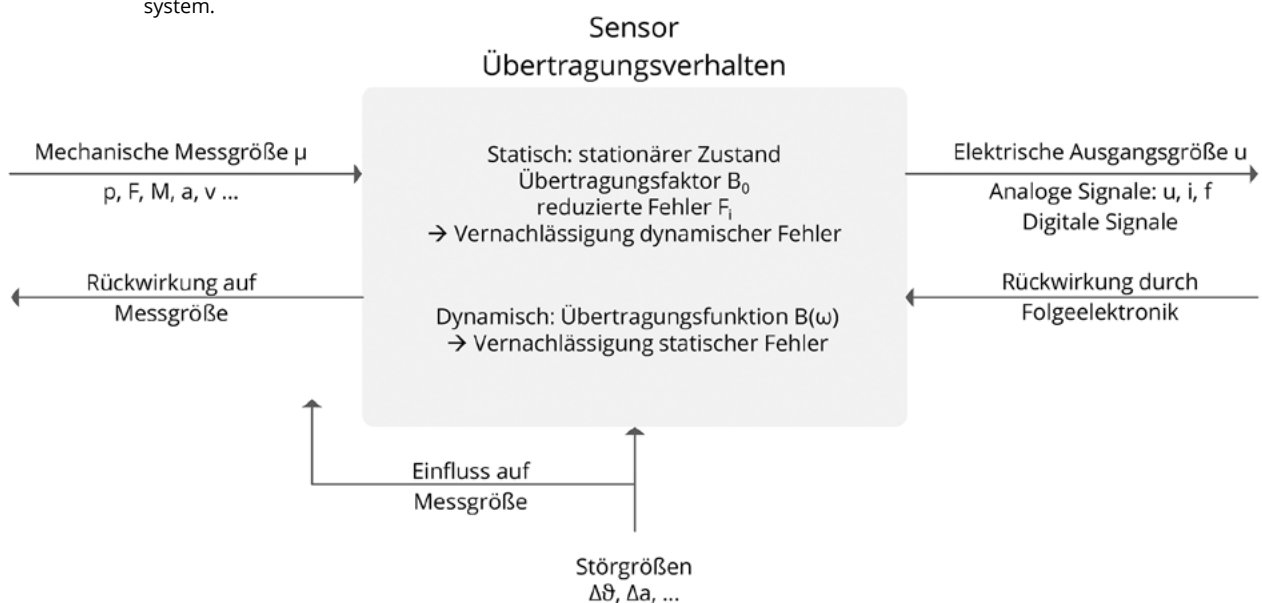 system.
Sensor
Übertragungsverhalten
Mechanische Messgröße μ
p, F, M, a, v ...
Statisch: stationärer Zustand
Übertragungsfaktor B₀
reduzierte Fehler Fᵢ
→ Vernachlässigung dynamischer Fehler
Elektrische Ausgangsgröße u
Analoge Signale: u, i, f
Digitale Signale
Rückwirkung auf
Messgröße
Dynamisch: Übertragungsfunktion B(ω)
→ Vernachlässigung statischer Fehler
Rückwirkung durch
Folgeelektronik
Einfluss auf
Messgröße
Störgrößen
Δϑ, Δa, ...